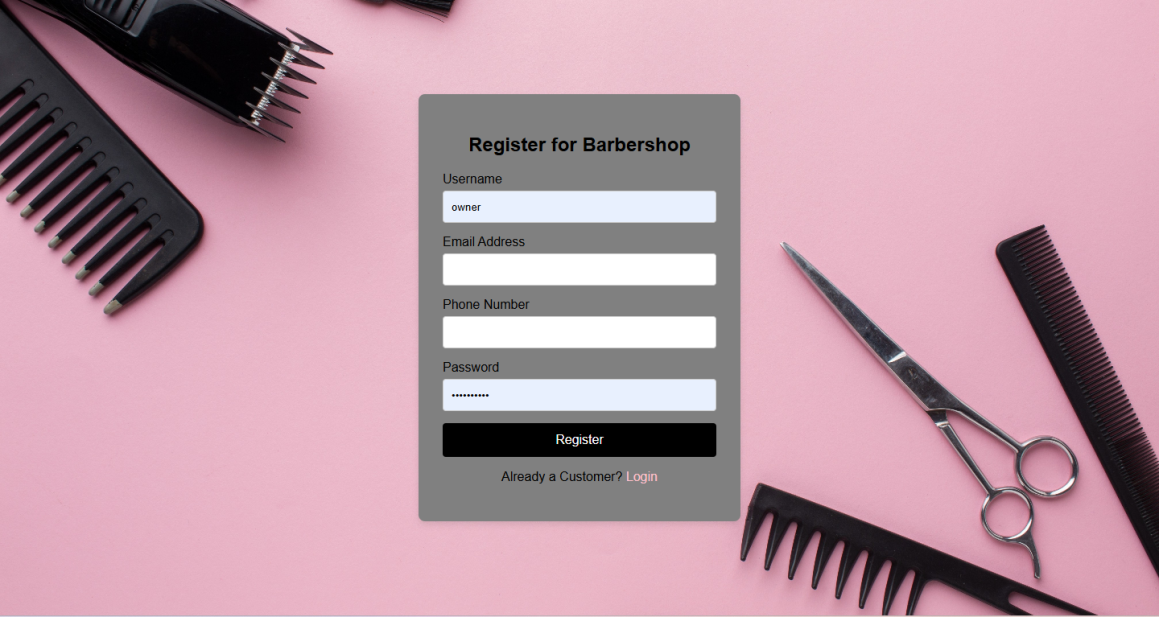 Register for Barbershop
Username
owner
Email Address
Phone Number
Password
••••••••••
Register
Already a Customer? Login